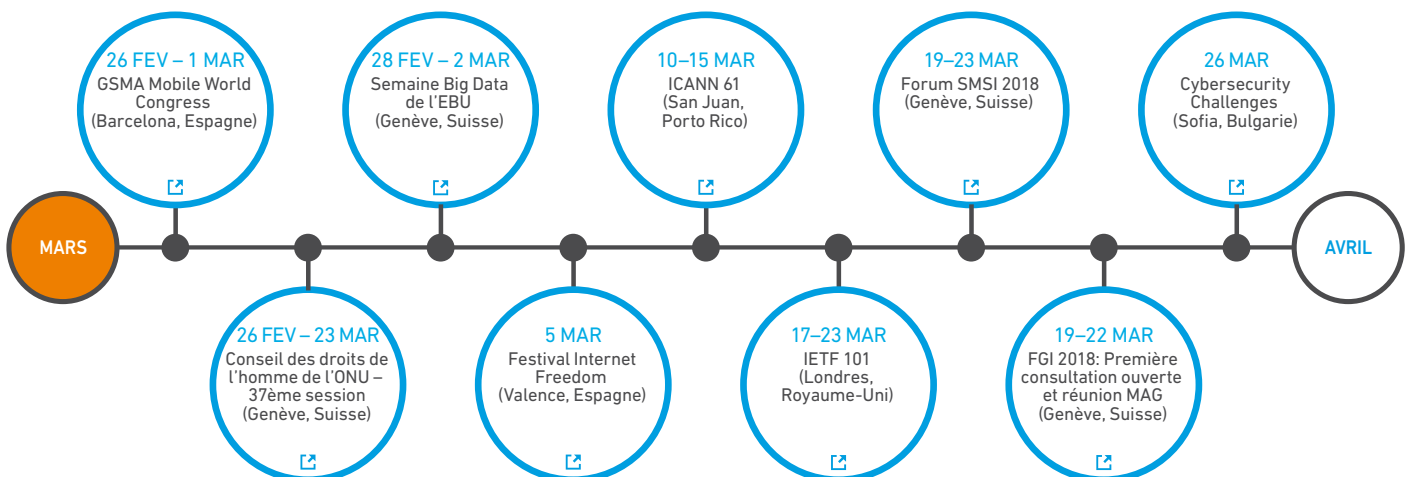 26 FEV – 1 MAR
GSMA Mobile World
Congress
(Barcelona, Espagne)
28 FEV – 2 MAR
Semaine Big Data
de l'EBU
(Genève, Suisse)
10–15 MAR
ICANN 61
(San Juan,
Porto Rico)
19–23 MAR
Forum SMSI 2018
(Genève, Suisse)
26 MAR
Cybersecurity
Challenges
(Sofia, Bulgarie)
MARS
AVRIL
26 FEV – 23 MAR
Conseil des droits de
l'homme de l'ONU –
37ème session
(Genève, Suisse)
5 MAR
Festival Internet
Freedom
(Valence, Espagne)
17–23 MAR
IETF 101
(Londres,
Royaume-Uni)
19–22 MAR
FGI 2018: Première
consultation ouverte
et réunion MAG
(Genève, Suisse)